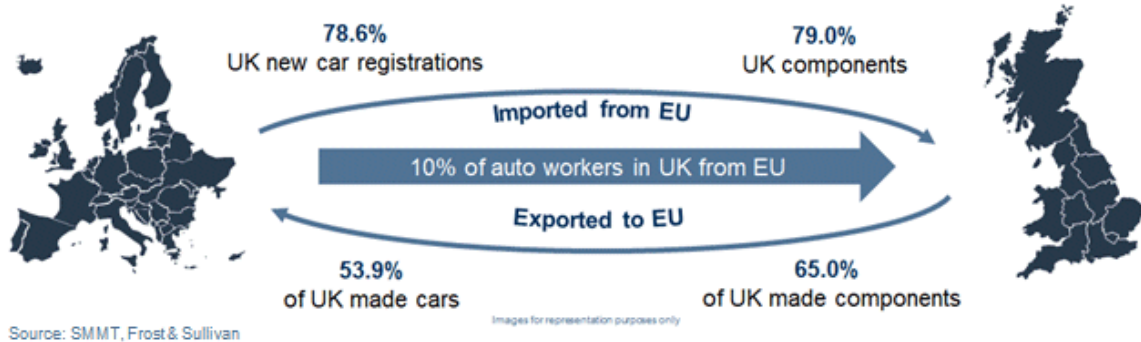 78.6%
UK new car registrations
79.0%
UK components
Imported from EU
10% of auto workers in UK from EU
Exported to EU
53.9%
of UK made cars
65.0%
of UK made components
Images for representation purposes only
Source: SMMT, Frost & Sullivan